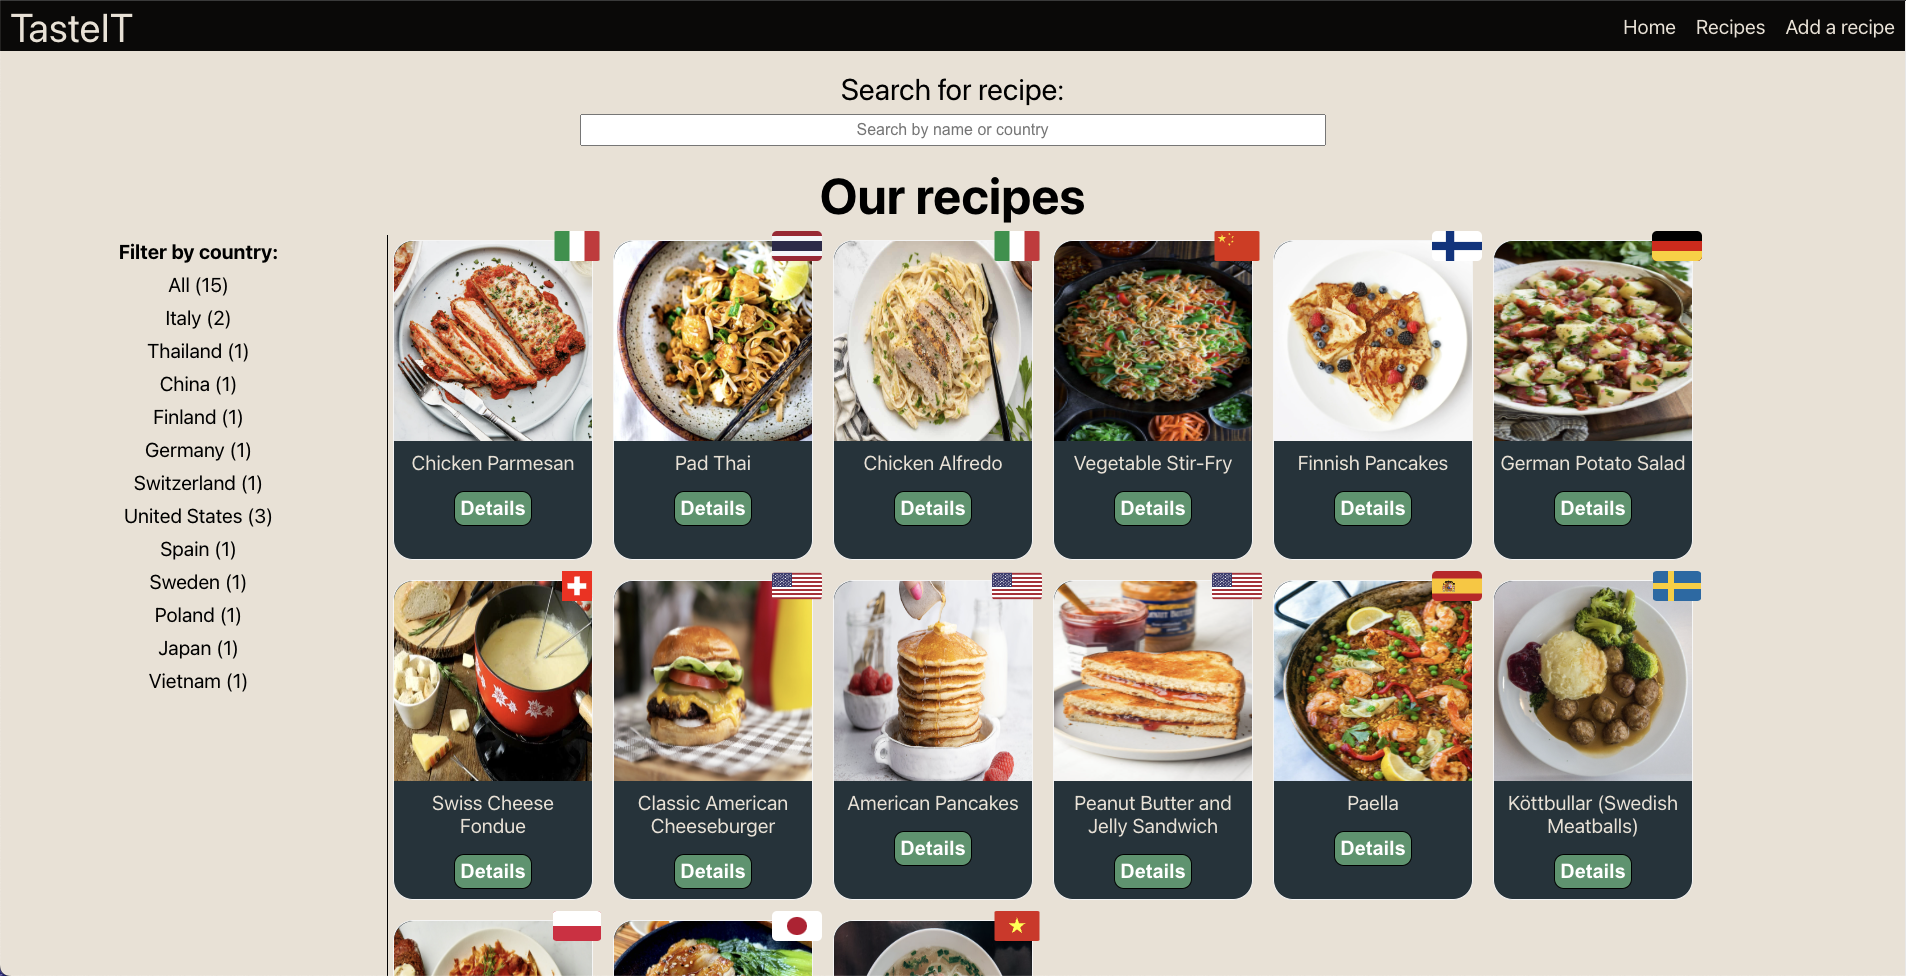 TasteIT
Home
Recipes
Add a recipe
Search for recipe:
Search by name or country
Our recipes
Filter by country:
All (15)
Italy (2)
Thailand (1)
China (1)
Finland (1)
Germany (1)
Switzerland (1)
United States (3)
Spain (1)
Sweden (1)
Poland (1)
Japan (1)
Vietnam (1)
Chicken Parmesan
Details
Pad Thai
Details
Chicken Alfredo
Details
Vegetable Stir-Fry
Details
Finnish Pancakes
Details
German Potato Salad
Details
Swiss Cheese
Fondue
Details
Classic American
Cheeseburger
Details
American Pancakes
Details
Peanut Butter and
Jelly Sandwich
Details
Paella
Details
Köttbullar (Swedish
Meatballs)
Details